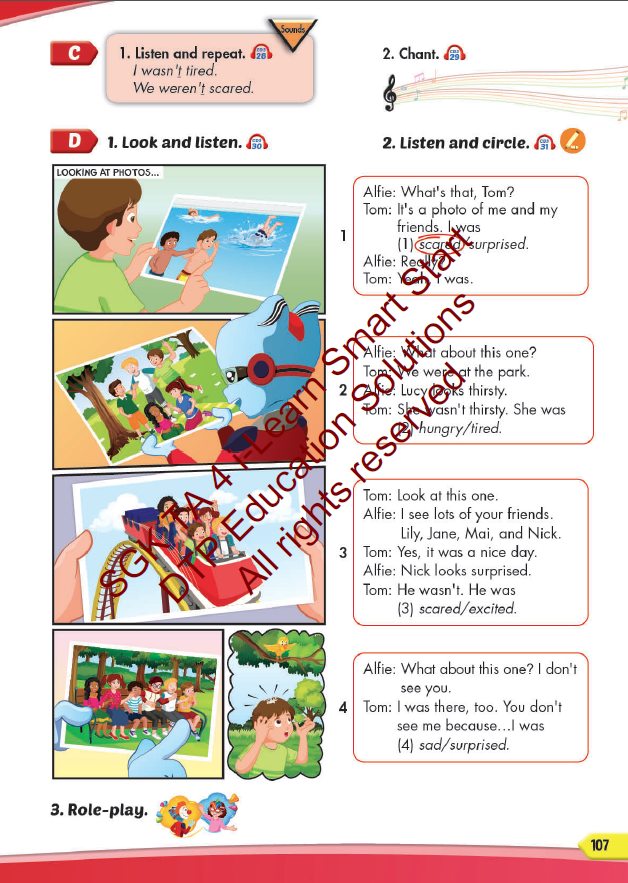 Sounds
C
1. Listen and repeat. CD3 28
I wasn't tired.
We weren't scared.
2. Chant. CD3 29
D
1. Look and listen. CD3 30
2. Listen and circle. CD3 31
LOOKING AT PHOTOS...
1
Alfie: What's that, Tom?
Tom: It's a photo of me and my
friends. I was
(1) scared/surprised.
Alfie: Really?
Tom: Yeah, I was.
2
Alfie: What about this one?
Tom: We were at the park.
Alfie: Lucy looks thirsty.
Tom: She wasn't thirsty. She was
(2) hungry/tired.
3
Tom: Look at this one.
Alfie: I see lots of your friends.
Lily, Jane, Mai, and Nick.
Tom: Yes, it was a nice day.
Alfie: Nick looks surprised.
Tom: He wasn't. He was
(3) scared/excited.
4
Alfie: What about this one? I don't
see you.
Tom: I was there, too. You don't
see me because...I was
(4) sad/surprised.
3. Role-play.
107
SGKTA 4 I-Learn Smart Start
DTP Education Solutions
All rights reserved